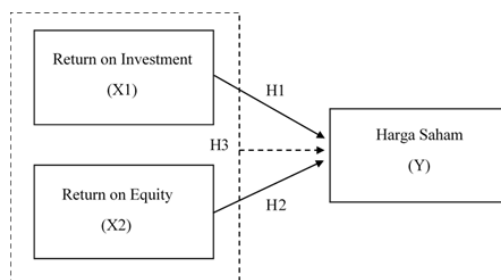 Return on Investment
(X1)
H1
Harga Saham
(Y)
H3
Return on Equity
(X2)
H2